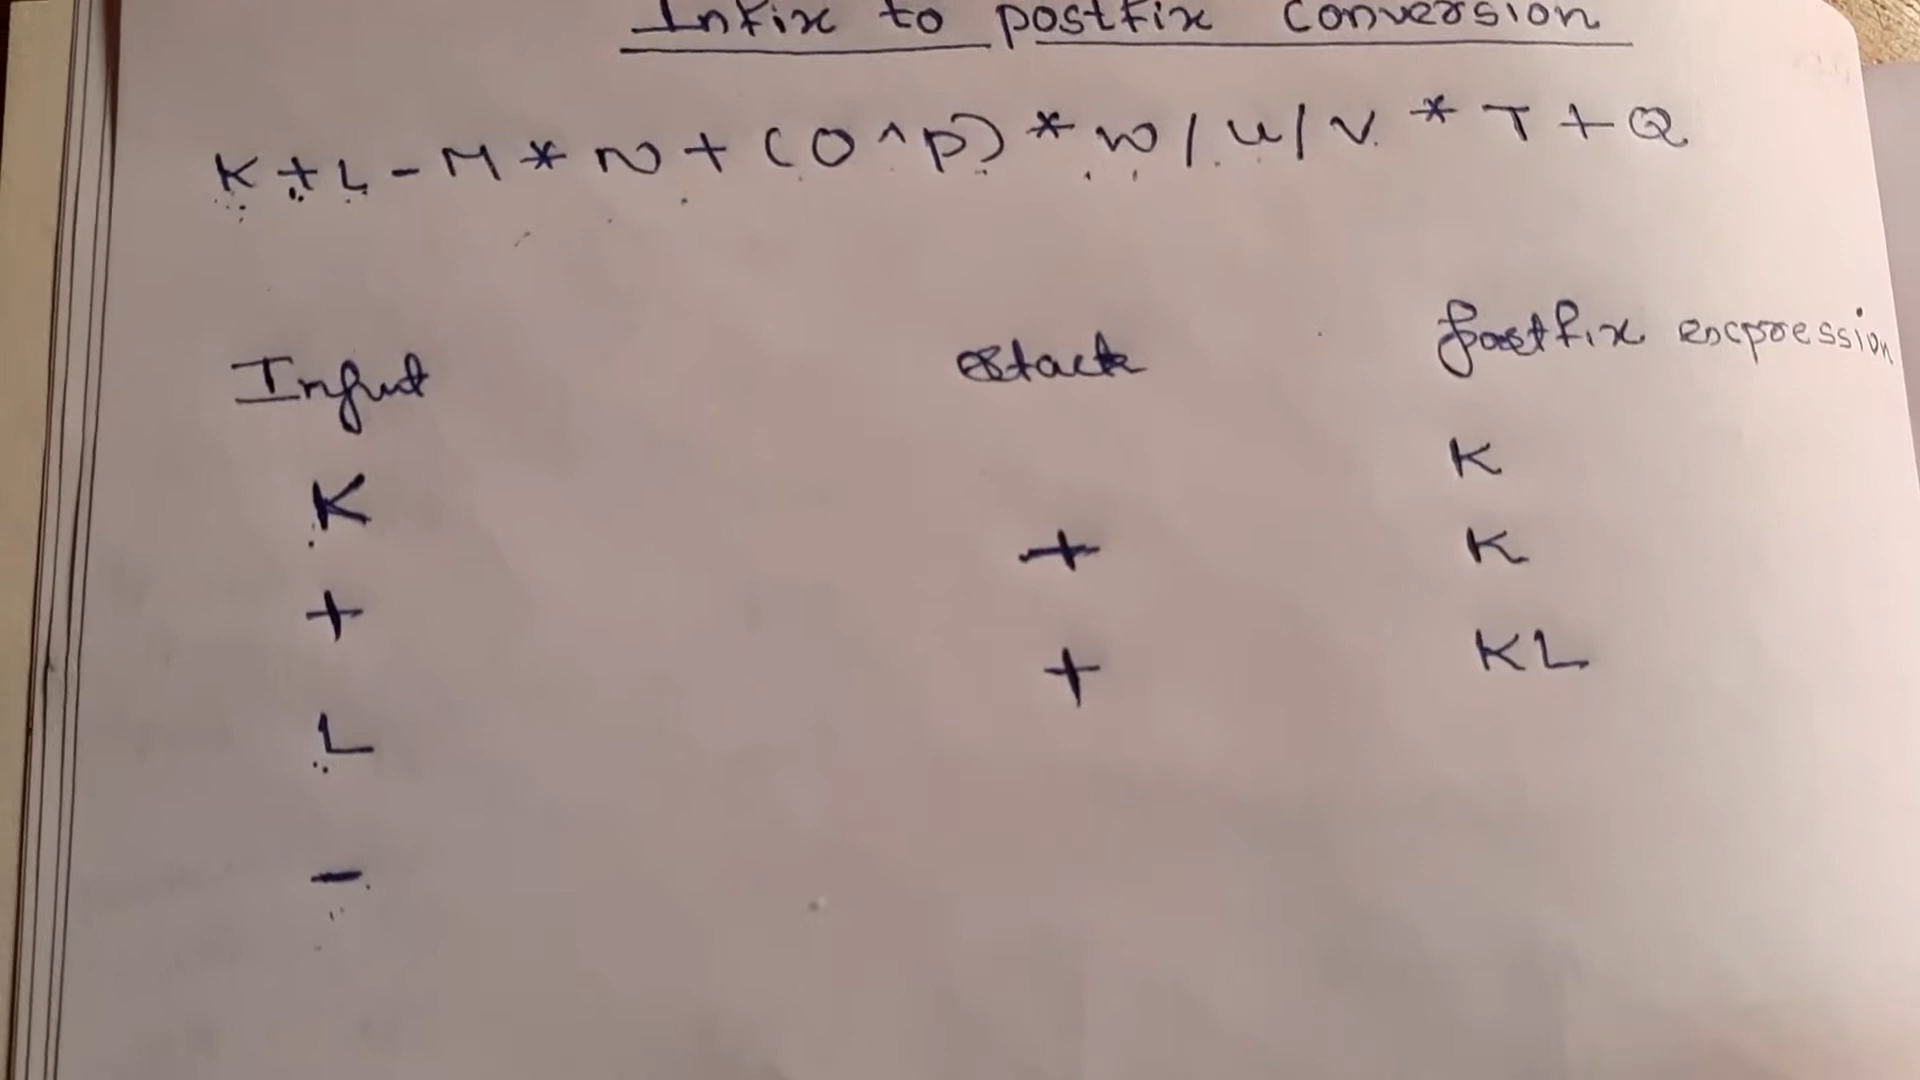 Infix to postfix conversion
K + L - M * N + ( O ^ P ) * W / U / V * T + Q
Input Stack Postfix expression
K K
+ + K
L + KL
-